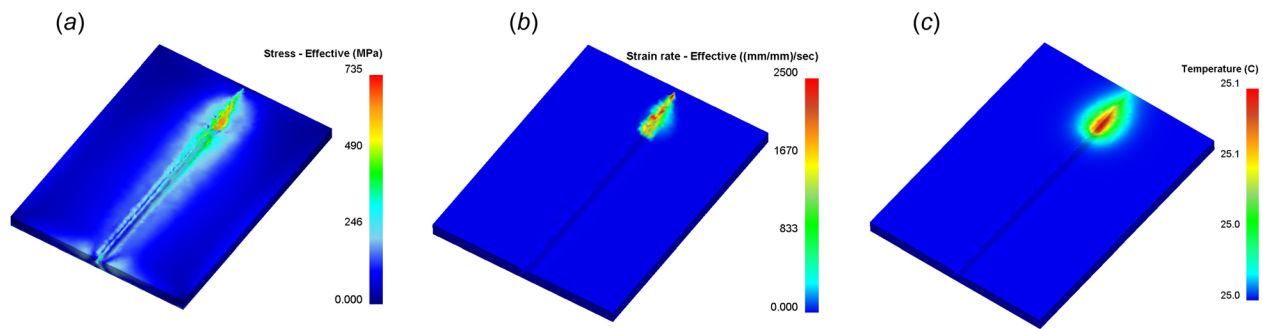 (a)
Stress - Effective (MPa)
735
490
246
0.000
(b)
Strain rate - Effective ((mm/mm)/sec)
2500
1670
833
0.000
(c)
Temperature (C)
25.1
25.1
25.0
25.0